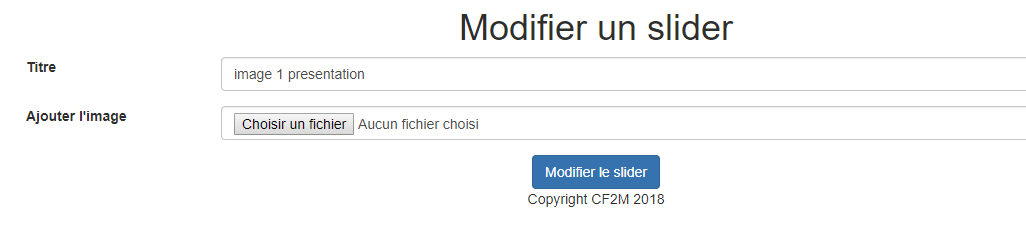 Modifier un slider
Titre
image 1 presentation
Ajouter l'image
Choisir un fichier Aucun fichier choisi
Modifier le slider
Copyright CF2M 2018